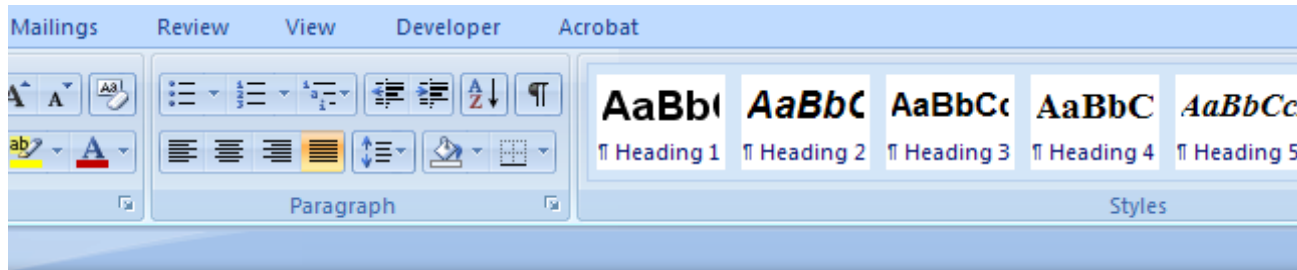 Mailings Review View Developer Acrobat
AaBb AaBbC AaBbCc AaBbC AaBbCc
¶ Heading 1 ¶ Heading 2 ¶ Heading 3 ¶ Heading 4 ¶ Heading 5
Paragraph Styles